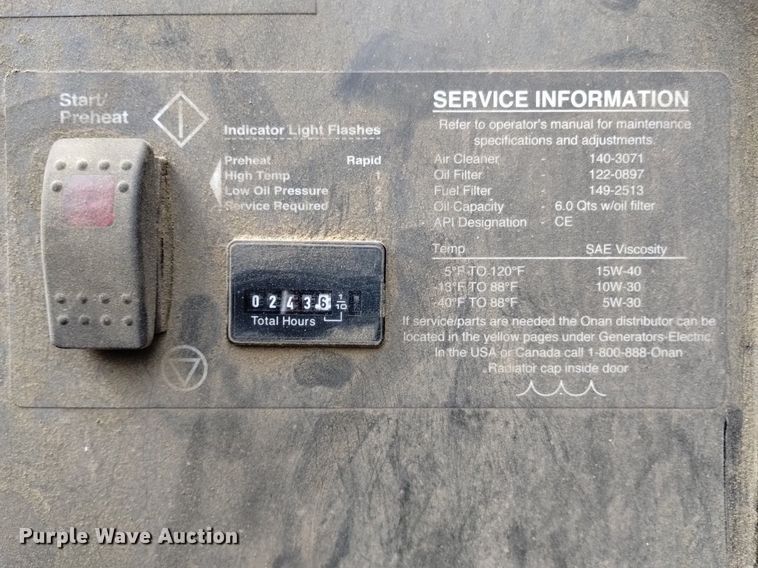 Start/
Preheat
Indicator Light Flashes
Preheat Rapid
High Temp 1
Low Oil Pressure 2
Service Required 3
0 2 4 3 6 1/10
Total Hours
SERVICE INFORMATION
Refer to operator's manual for maintenance
specifications and adjustments.
Air Cleaner - 140-3071
Oil Filter - 122-0897
Fuel Filter - 149-2513
Oil Capacity - 6.0 Qts w/oil filter
API Designation - CE
Temp. SAE Viscosity
5°F TO 120°F 15W-40
-13°F TO 88°F 10W-30
-40°F TO 88°F 5W-30
If service/parts are needed the Onan distributor can be
located in the yellow pages under Generators-Electric.
In the USA or Canada call 1-800-888-Onan
Radiator cap inside door
Purple Wave Auction